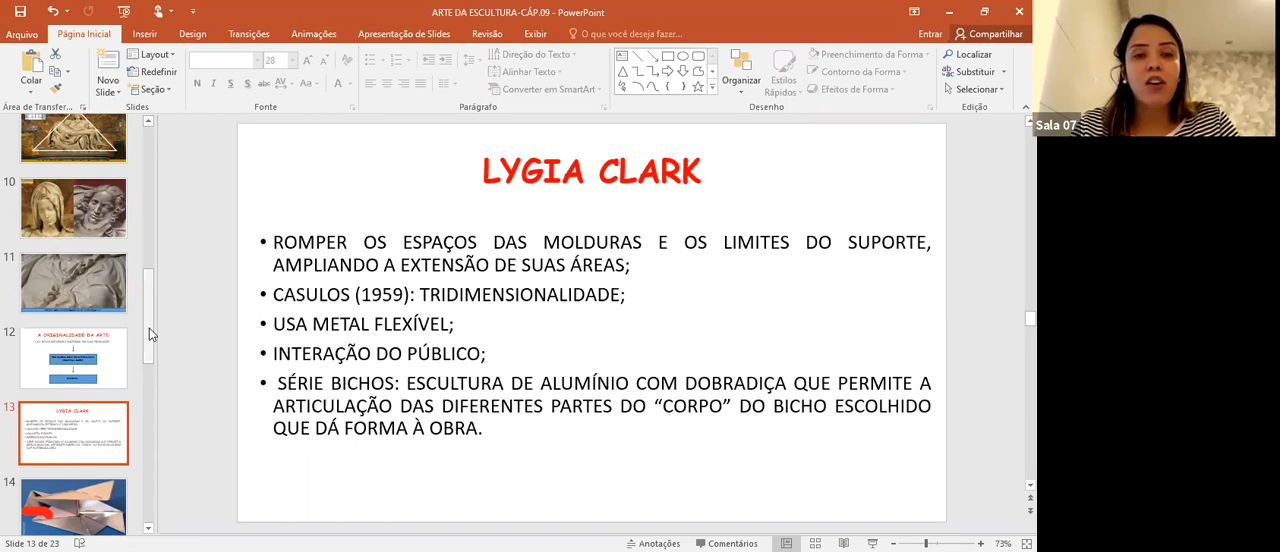 ARTE DA ESCULTURA-CÁP.09 - PowerPoint
Arquivo
Página Inicial
Inserir
Design
Transições
Animações
Apresentação de Slides
Revisão
Exibir
O que você deseja fazer...
Entrar
Compartilhar
Colar
Novo
Slide
Layout
Redefinir
Seção
28
N I S S abc AV Aa A
Direção do Texto
Alinhar Texto
Converter em SmartArt
Organizar
Estilos
Rápidos
Preenchimento da Forma
Contorno da Forma
Efeitos de Forma
Localizar
Substituir
Selecionar
Área de Transfer...
Slides
Fonte
Parágrafo
Desenho
Edição
Sala 07
10
11
12
A ORIGINALIDADE DA ARTE
13
LYGIA CLARK
14
LYGIA CLARK
• ROMPER OS ESPAÇOS DAS MOLDURAS E OS LIMITES DO SUPORTE,
AMPLIANDO A EXTENSÃO DE SUAS ÁREAS;
• CASULOS (1959): TRIDIMENSIONALIDADE;
• USA METAL FLEXÍVEL;
• INTERAÇÃO DO PÚBLICO;
• SÉRIE BICHOS: ESCULTURA DE ALUMÍNIO COM DOBRADIÇA QUE PERMITE A
ARTICULAÇÃO DAS DIFERENTES PARTES DO “CORPO” DO BICHO ESCOLHIDO
QUE DÁ FORMA À OBRA.
Slide 13 de 23
Anotações
Comentários
73%